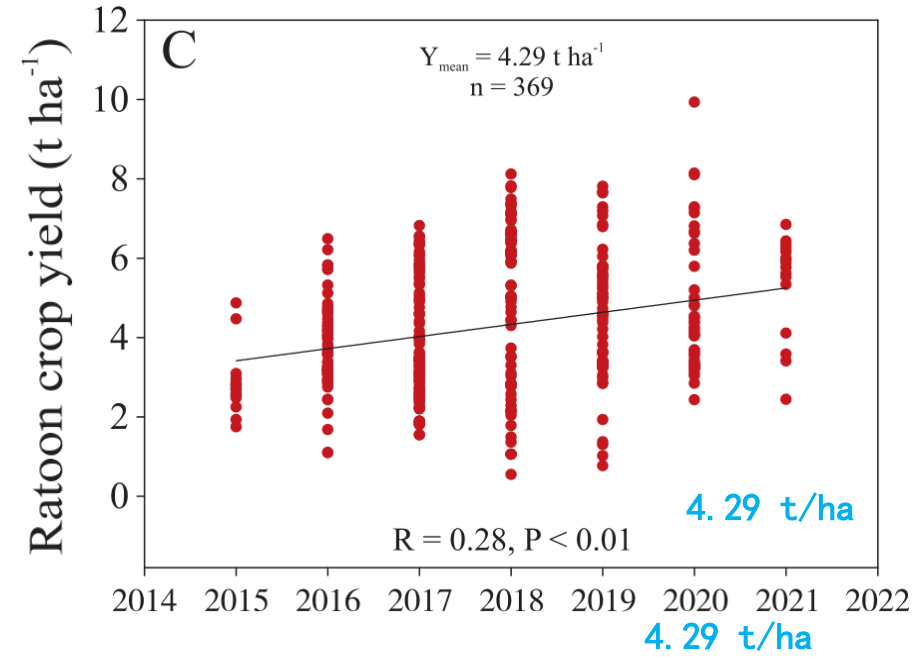 C
Y mean = 4.29 t ha-1
n = 369
Ratoon crop yield (t ha-1)
12
10
8
6
4
2
0
4.29 t/ha
R = 0.28, P < 0.01
2014 2015 2016 2017 2018 2019 2020 2021 2022
4.29 t/ha